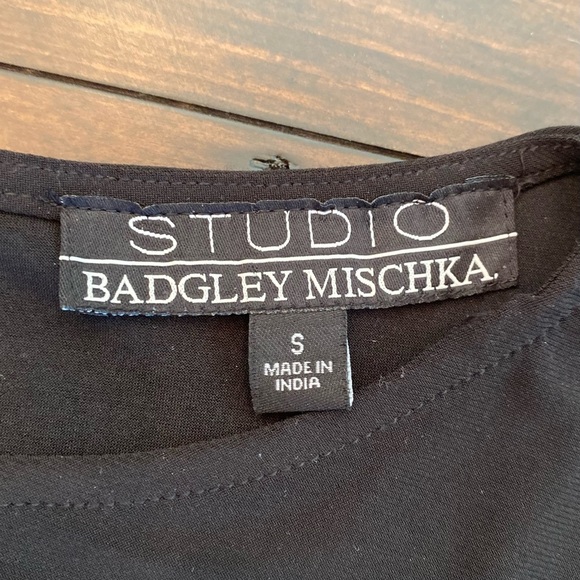 STUDIO
BADGLEY MISCHKA.
S
MADE IN
INDIA